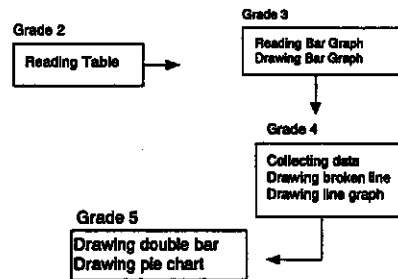 Grade 2
Reading Table
Grade 3
Reading Bar Graph
Drawing Bar Graph
Grade 4
Collecting data
Drawing broken line
Drawing line graph
Grade 5
Drawing double bar
Drawing pie chart